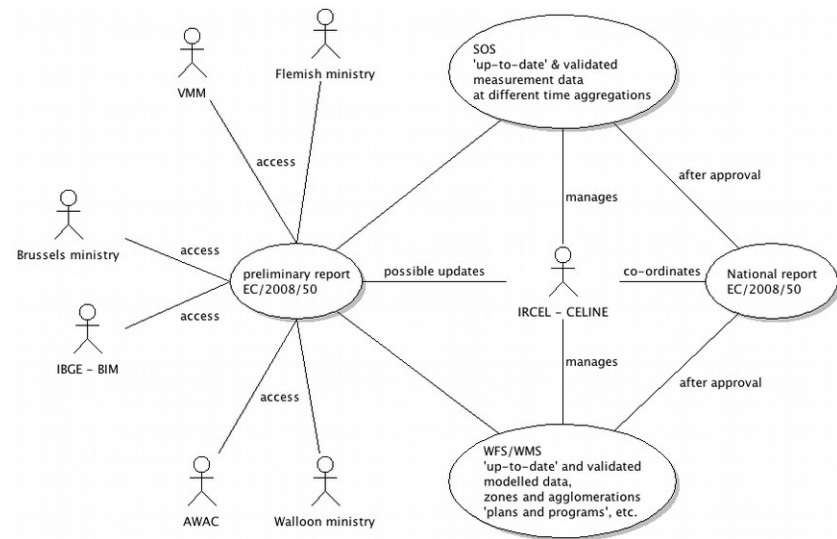 SOS
'up-to-date' & validated
measurement data
at different time aggregations
Flemish ministry
VMM
access
after approval
manages
Brussels ministry
access
preliminary report
EC/2008/50
possible updates
co-ordinates
National report
EC/2008/50
IRCEL - CELINE
access
IBGE - BIM
manages
after approval
access
WFS/WMS
'up-to-date' and validated
modelled data,
zones and agglomerations
'plans and programs', etc.
AWAC
Walloon ministry